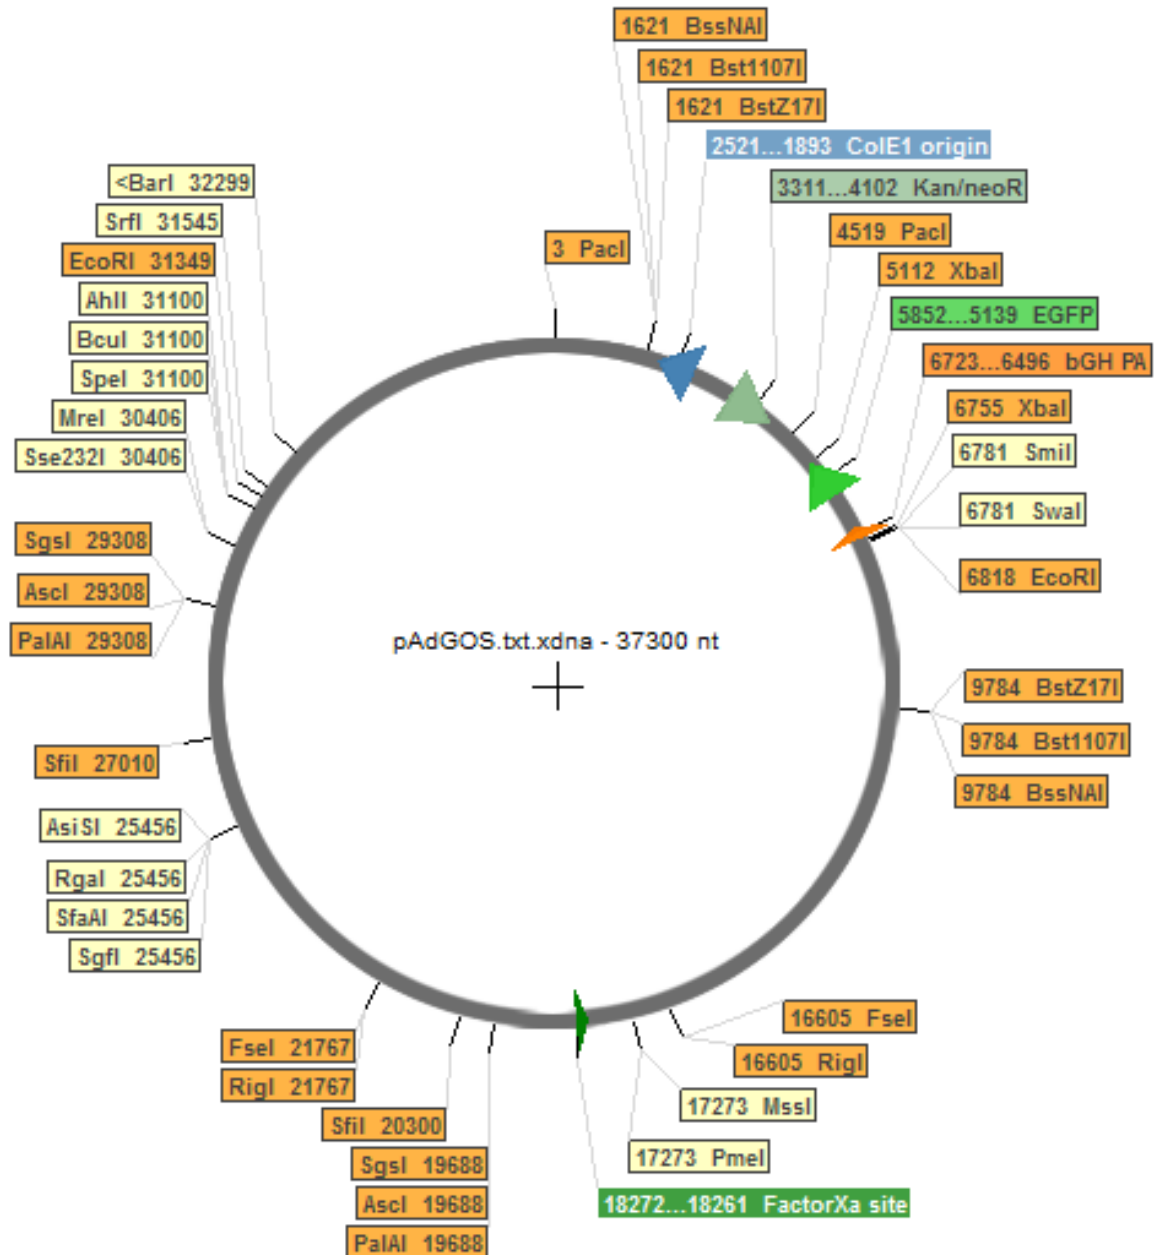 1621 BssNAI
1621 Bst1107I
1621 BstZ17I
2521...1893 ColE1 origin
3311...4102 Kan/neoR
4519 PacI
5112 XbaI
5852...5139 EGFP
6723...6496 bGH PA
6755 XbaI
6781 SmiI
6781 SwaI
6818 EcoRI
9784 BstZ17I
9784 Bst1107I
9784 BssNAI
16605 FseI
16605 RigI
17273 MssI
17273 PmeI
18272...18261 FactorXa site
<BarI 32299
SrfI 31545
EcoRI 31349
AhlI 31100
BcuI 31100
SpeI 31100
MreI 30406
Sse232I 30406
SgsI 29308
AscI 29308
PalAI 29308
SfiI 27010
AsiSI 25456
RgaI 25456
SfaAI 25456
SgfI 25456
FseI 21767
RigI 21767
SfiI 20300
SgsI 19688
AscI 19688
PalAI 19688
3 PacI
pAdGOS.txt.xdna - 37300 nt